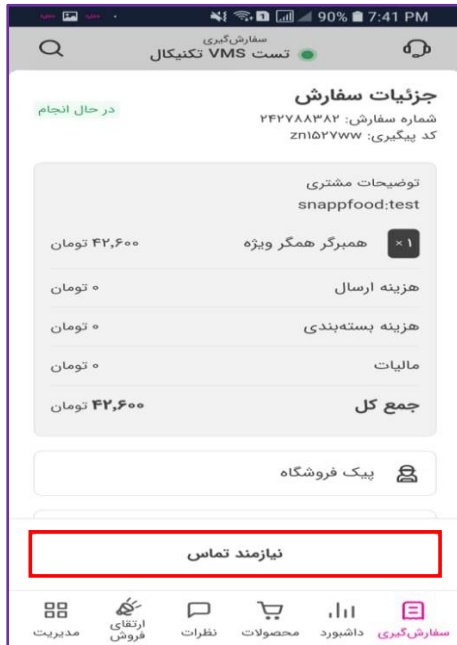 90% 7:41 PM
سفارش‌گیری
تست VMS تکنیکال
جزئیات سفارش
در حال انجام
شماره سفارش: ۲۴۲۷۸۸۳۸۲
کد پیگیری: zn۱۵۲۷ww
توضیحات مشتری
snappfood:test
۱ × همبرگر همگر ویژه ۴۲,۶۰۰ تومان
هزینه ارسال ۰ تومان
هزینه بسته‌بندی ۰ تومان
مالیات ۰ تومان
جمع کل ۴۲,۶۰۰ تومان
پیک فروشگاه
نیازمند تماس
سفارش‌گیری داشبورد محصولات نظرات ارتقای فروش مدیریت